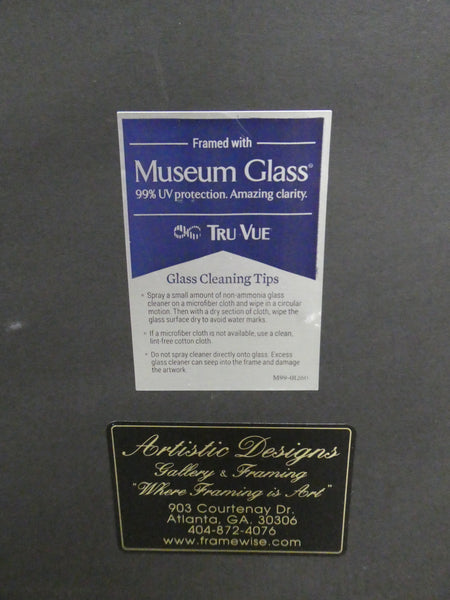 Framed with
Museum Glass®
99% UV protection. Amazing clarity.
TRU VUE
Glass Cleaning Tips
• Spray a small amount of non-ammonia glass
cleaner on a microfiber cloth and wipe in a circular
motion. Then with a dry section of cloth, wipe the
glass surface dry to avoid water marks.
• If a microfiber cloth is not available, use a clean,
lint-free cotton cloth.
• Do not spray cleaner directly onto glass. Excess
glass cleaner can seep into the frame and damage
the artwork.
Artistic Designs
Gallery & Framing
"Where Framing is Art"
903 Courtenay Dr.
Atlanta, GA, 30306
404-872-4076
www.framewise.com